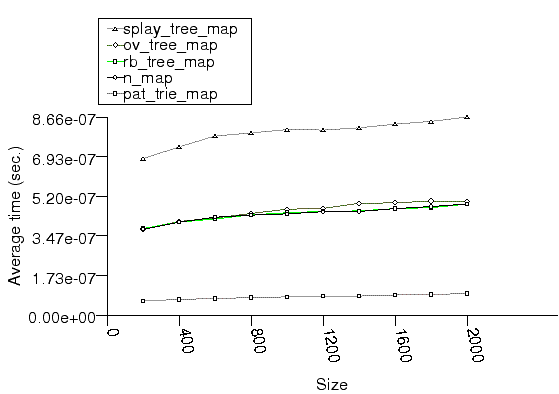 splay_tree_map
ov_tree_map
rb_tree_map
n_map
pat_trie_map
8.66e-07
6.93e-07
5.20e-07
3.47e-07
1.73e-07
0.00e+00
Average time (sec.)
0
400
800
1200
1600
2000
Size